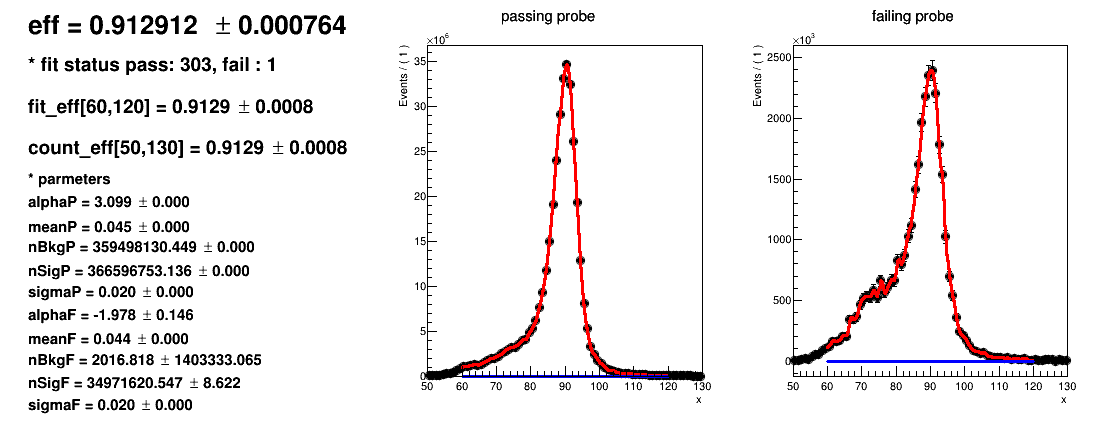 eff = 0.912912 ± 0.000764
* fit status pass: 303, fail : 1
fit_eff[60,120] = 0.9129 ± 0.0008
count_eff[50,130] = 0.9129 ± 0.0008
* parmeters
alphaP = 3.099 ± 0.000
meanP = 0.045 ± 0.000
nBkgP = 359498130.449 ± 0.000
nSigP = 366596753.136 ± 0.000
sigmaP = 0.020 ± 0.000
alphaF = -1.978 ± 0.146
meanF = 0.044 ± 0.000
nBkgF = 2016.818 ± 1403333.065
nSigF = 34971620.547 ± 8.622
sigmaF = 0.020 ± 0.000
passing probe
×10⁶
Events / ( 1 )
35
30
25
20
15
10
5
0
50 60 70 80 90 100 110 120 130
x
failing probe
×10³
Events / ( 1 )
2500
2000
1500
1000
500
0
50 60 70 80 90 100 110 120 130
x